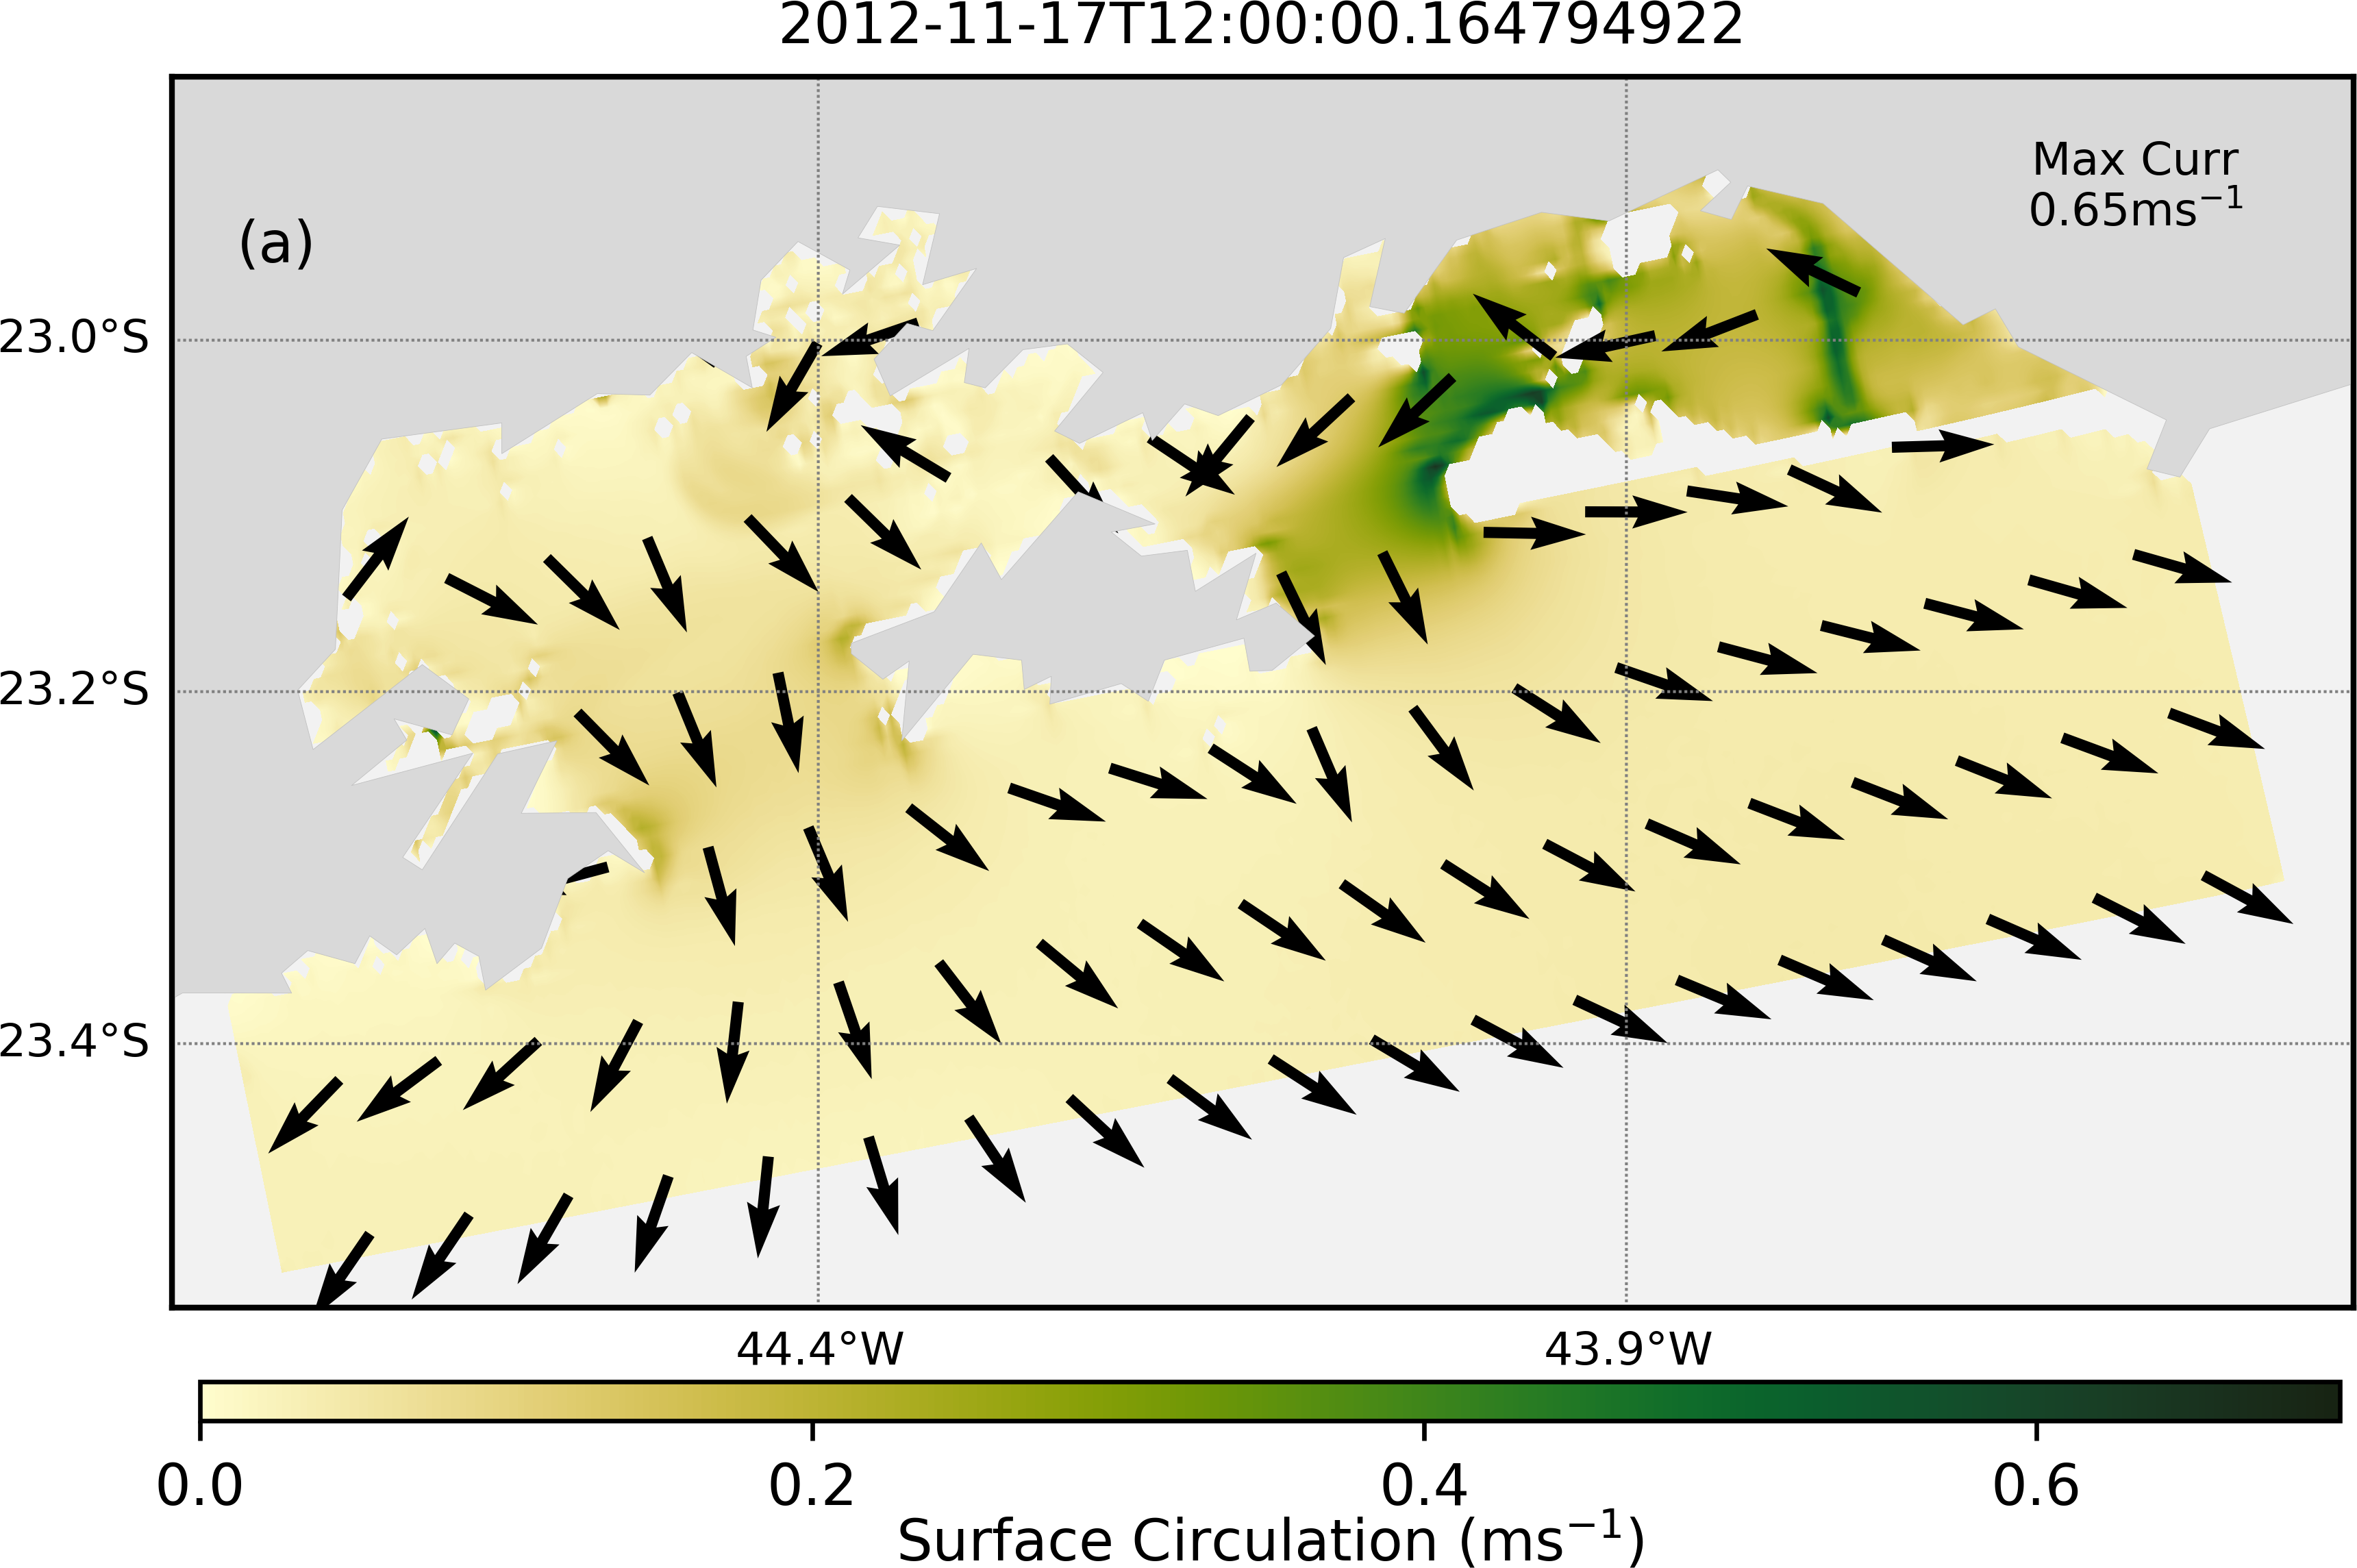 2012-11-17T12:00:00.164794922
Max Curr
0.65ms⁻¹
(a)
23.0°S
23.2°S
23.4°S
44.4°W 43.9°W
0.0 0.2 0.4 0.6
Surface Circulation (ms⁻¹)